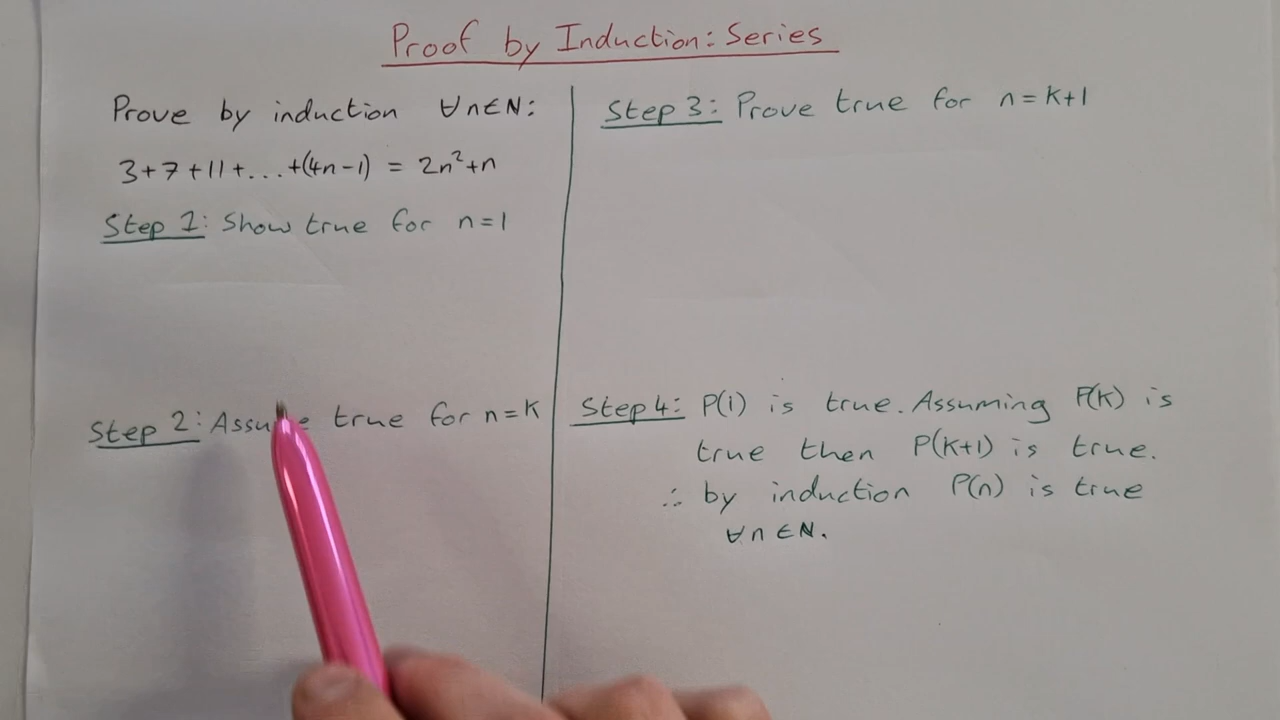 Proof by Induction: Series
Prove by induction ∀n∈N:
3+7+11+...+(4n-1) = 2n²+n
Step 1: Show true for n=1
Step 2: Assume true for n=k
Step 3: Prove true for n=k+1
Step 4: P(1) is true. Assuming P(k) is
true then P(k+1) is true.
∴ by induction P(n) is true
∀n∈N.